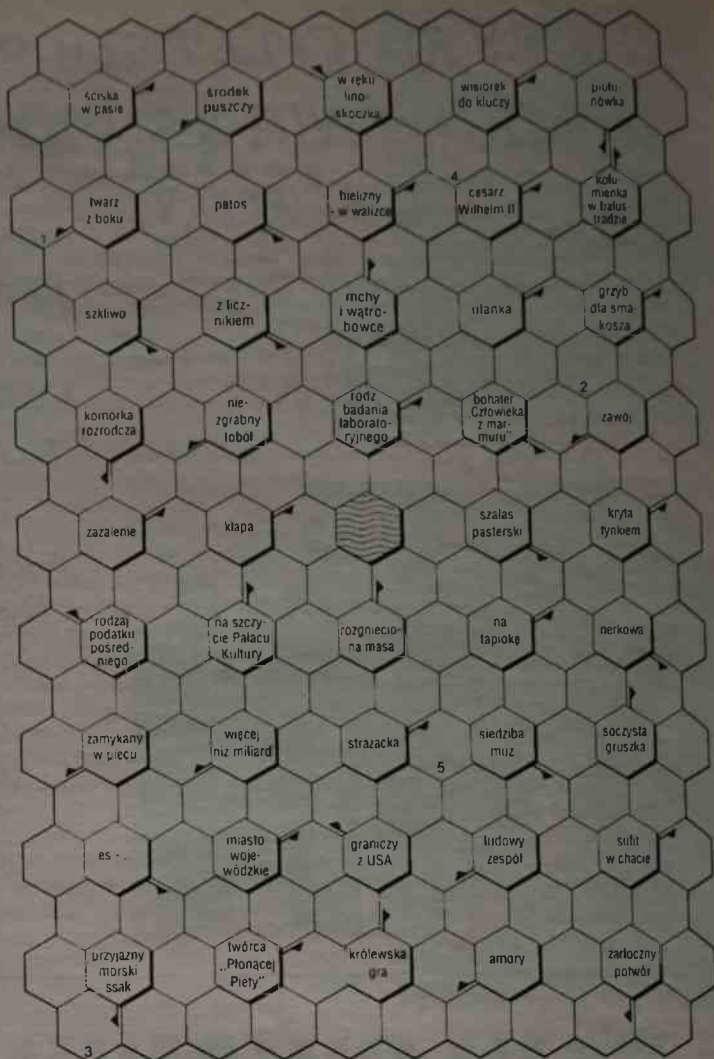 ściska
w pasie
środek
puszczy
w ręku
lino-
skoczka
wisiorek
do kluczy
piołu-
nówka
twarz
z boku
patos
bielizny
- w walizce
4
cesarz
Wilhelm II
kolu-
mienka
w balus-
tradzie
1
szkliwo
z licz-
nikiem
mchy
i wątro-
bowce
ułanka
grzyb
dla sma-
kosza
komórka
rozrodcza
nie-
zgrabny
toból
rodz
badania
laborato-
ryjnego
bohater
„Człowieka
z mar-
muru”
2
zawój
zażalenie
klapa
szałas
pasterski
kryta
tynkiem
rodzaj
podatku
pośred-
niego
na szczy-
cie Pałacu
Kultury
rozgniecio-
na masa
na
tapiokę
nerkowa
zamykany
w piecu
więcej
niż miliard
strażacka
5
siedziba
muz
soczysta
gruszka
es - ..
miasto
woje-
wódzkie
graniczy
z USA
ludowy
zespół
sufit
w chacie
przyjazny
morski
ssak
twórca
„Płonącej
Piety”
królewska
gra
amory
żarłoczny
potwór
3